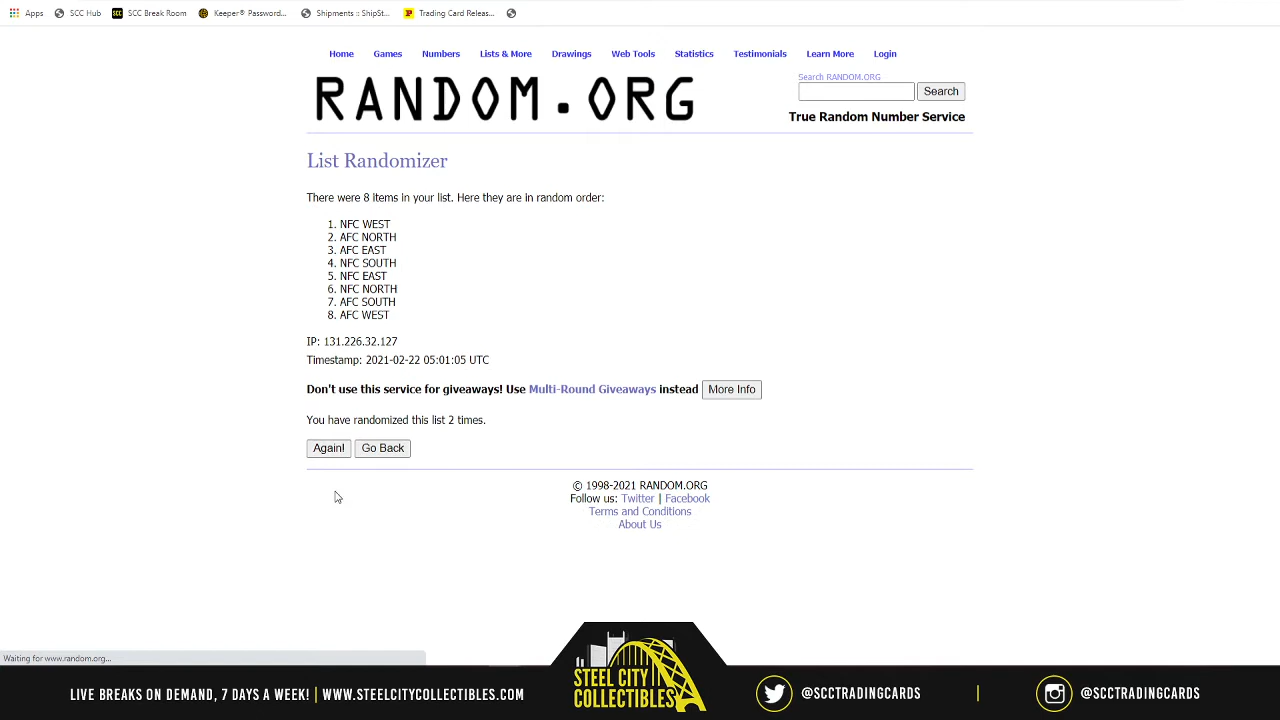 Apps SCC Hub SCC Break Room Keeper® Password... Shipments :: ShipSt... Trading Card Releas...
Home Games Numbers Lists & More Drawings Web Tools Statistics Testimonials Learn More Login
RANDOM.ORG
Search RANDOM.ORG
Search
True Random Number Service
List Randomizer
There were 8 items in your list. Here they are in random order:
1. NFC WEST
2. AFC NORTH
3. AFC EAST
4. NFC SOUTH
5. NFC EAST
6. NFC NORTH
7. AFC SOUTH
8. AFC WEST
IP: 131.226.32.127
Timestamp: 2021-02-22 05:01:05 UTC
Don't use this service for giveaways! Use Multi-Round Giveaways instead More Info
You have randomized this list 2 times.
Again! Go Back
© 1998-2021 RANDOM.ORG
Follow us: Twitter | Facebook
Terms and Conditions
About Us
Waiting for www.random.org...
LIVE BREAKS ON DEMAND, 7 DAYS A WEEK! | WWW.STEELCITYCOLLECTIBLES.COM
STEEL CITY
COLLECTIBLES
@SCCTRADINGCARDS | @SCCTRADINGCARDS